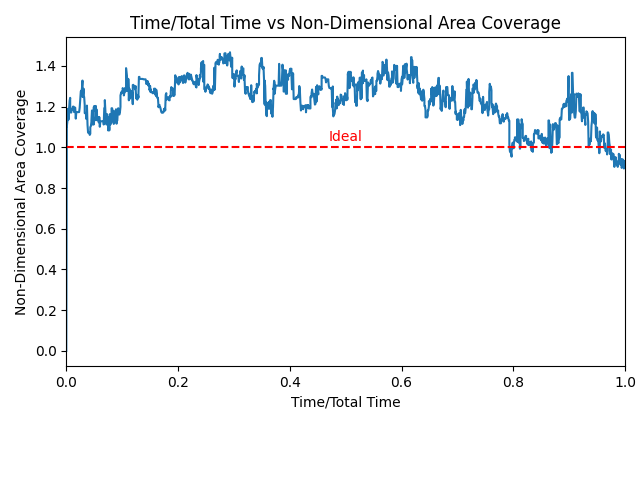 Time/Total Time vs Non-Dimensional Area Coverage
Non-Dimensional Area Coverage
1.4
1.2
1.0
0.8
0.6
0.4
0.2
0.0
Ideal
0.0 0.2 0.4 0.6 0.8 1.0
Time/Total Time